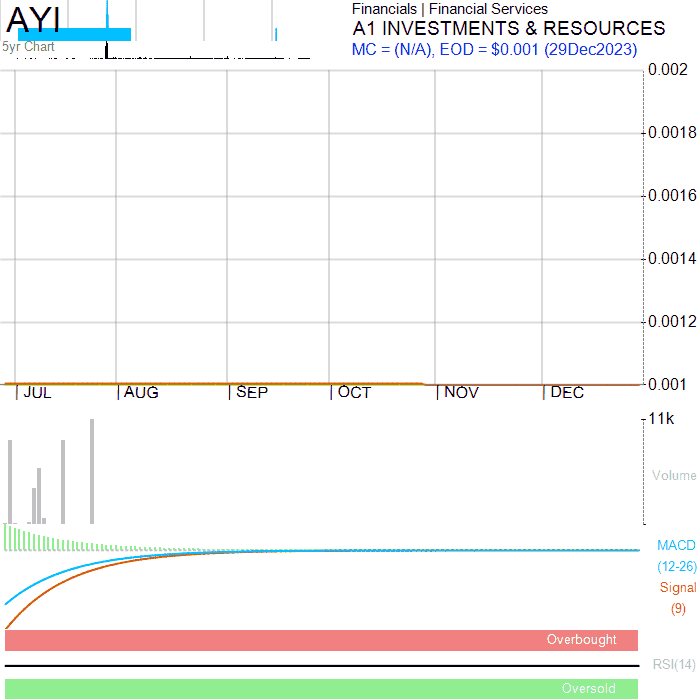 AYI
5yr Chart
Financials | Financial Services
A1 INVESTMENTS & RESOURCES
MC = (N/A), EOD = $0.001 (29Dec2023)
0.002
0.0018
0.0016
0.0014
0.0012
0.001
JUL AUG SEP OCT NOV DEC
11k
Volume
MACD
(12-26)
Signal
(9)
Overbought
RSI(14)
Oversold